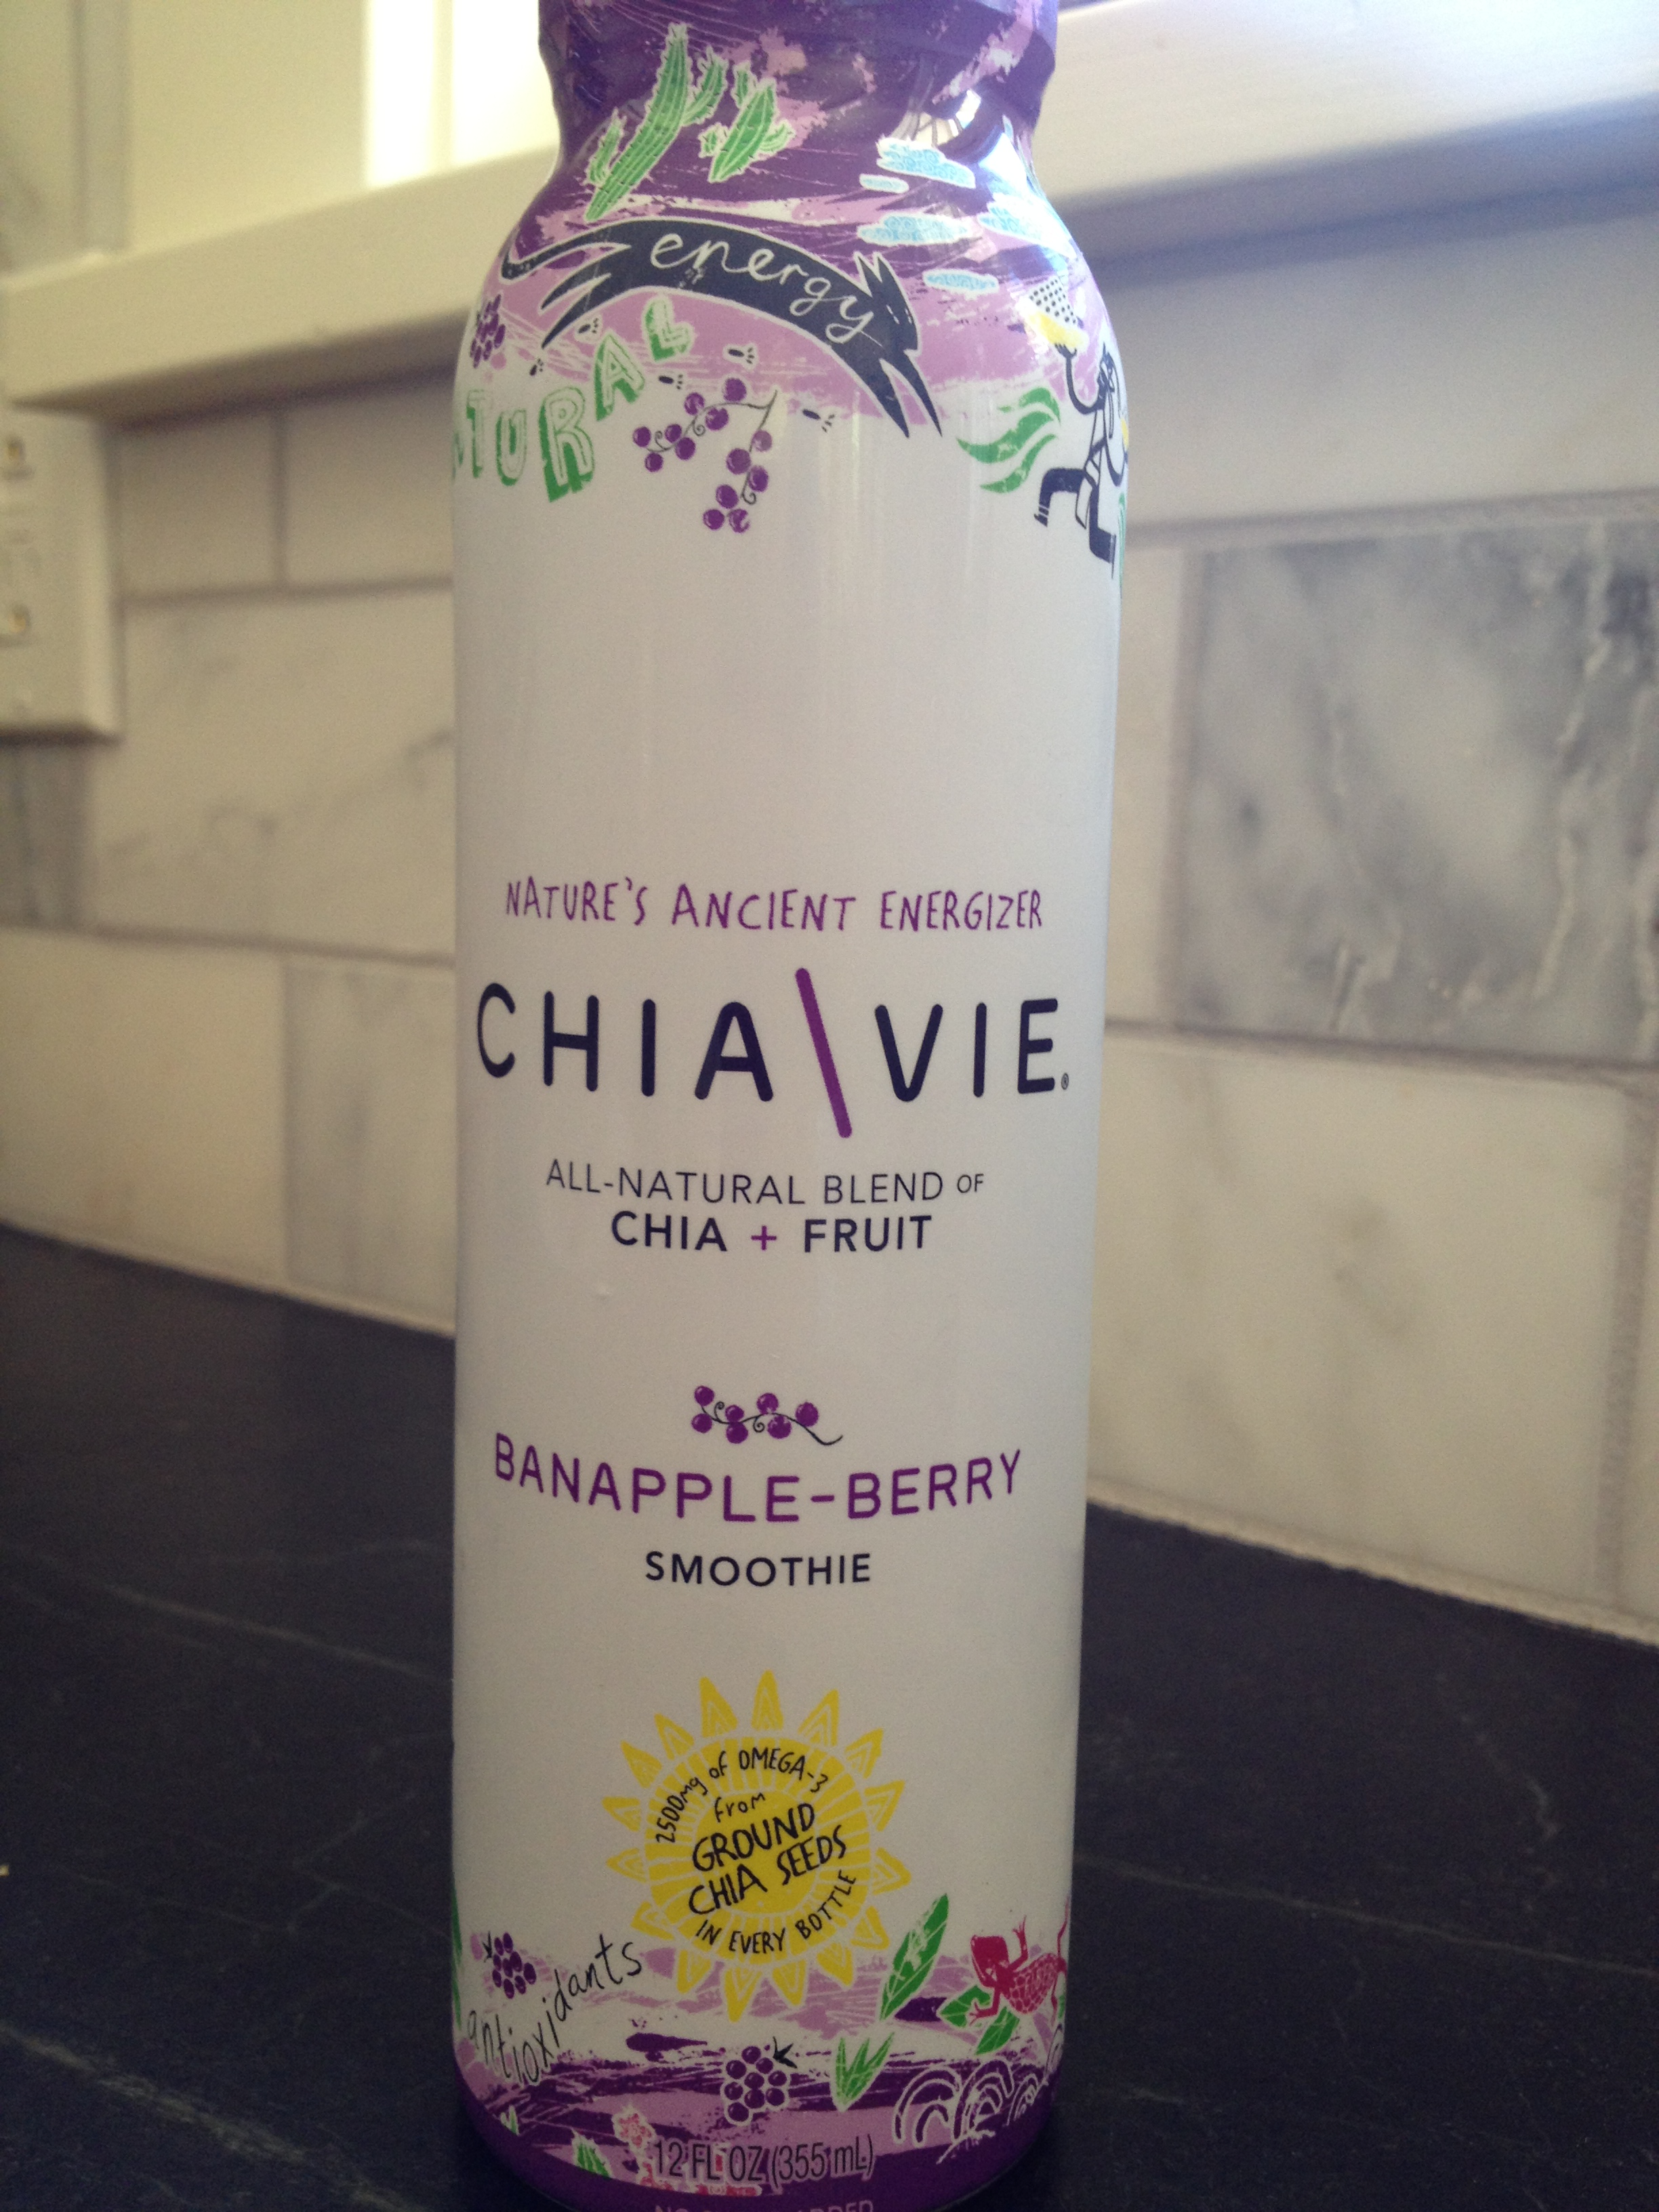 energy
NATURE'S ANCIENT ENERGIZER
CHIA\VIE®
ALL-NATURAL BLEND OF
CHIA + FRUIT
BANAPPLE-BERRY
SMOOTHIE
2500mg of OMEGA-3
from
GROUND
CHIA SEEDS
IN EVERY BOTTLE
antioxidants
12 FL OZ (355 mL)